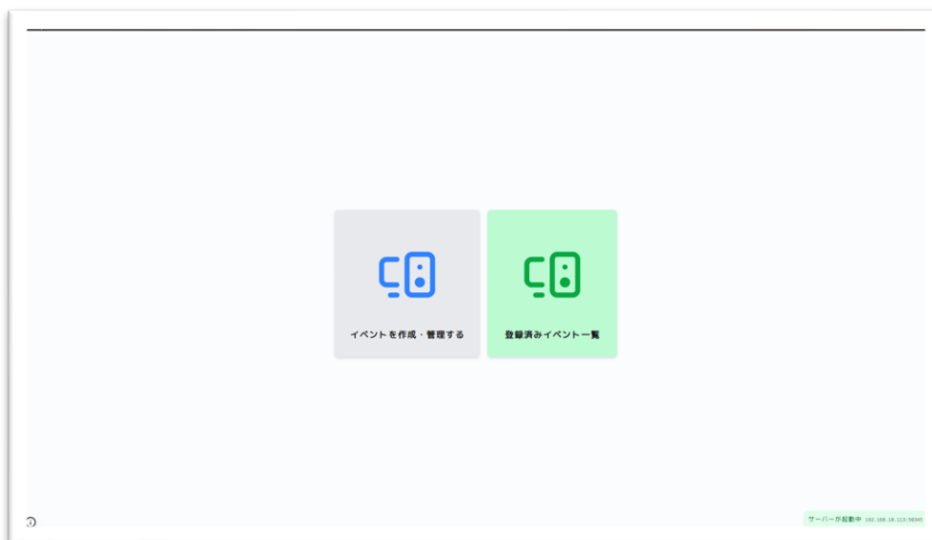 イベントを作成・管理する
登録済みイベント一覧
サーバーが起動中